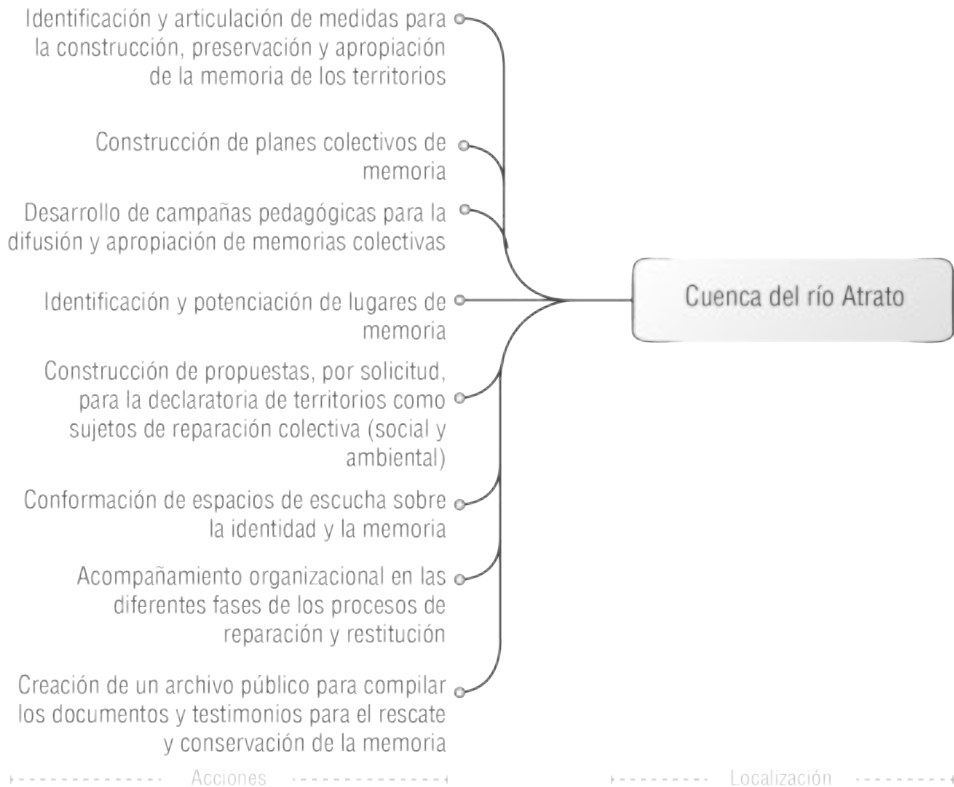 Identificación y articulación de medidas para
la construcción, preservación y apropiación
de la memoria de los territorios
Construcción de planes colectivos de
memoria
Desarrollo de campañas pedagógicas para la
difusión y apropiación de memorias colectivas
Identificación y potenciación de lugares de
memoria
Construcción de propuestas, por solicitud,
para la declaratoria de territorios como
sujetos de reparación colectiva (social y
ambiental)
Conformación de espacios de escucha sobre
la identidad y la memoria
Acompañamiento organizacional en las
diferentes fases de los procesos de
reparación y restitución
Creación de un archivo público para compilar
los documentos y testimonios para el rescate
y conservación de la memoria
Acciones
Cuenca del río Atrato
Localización